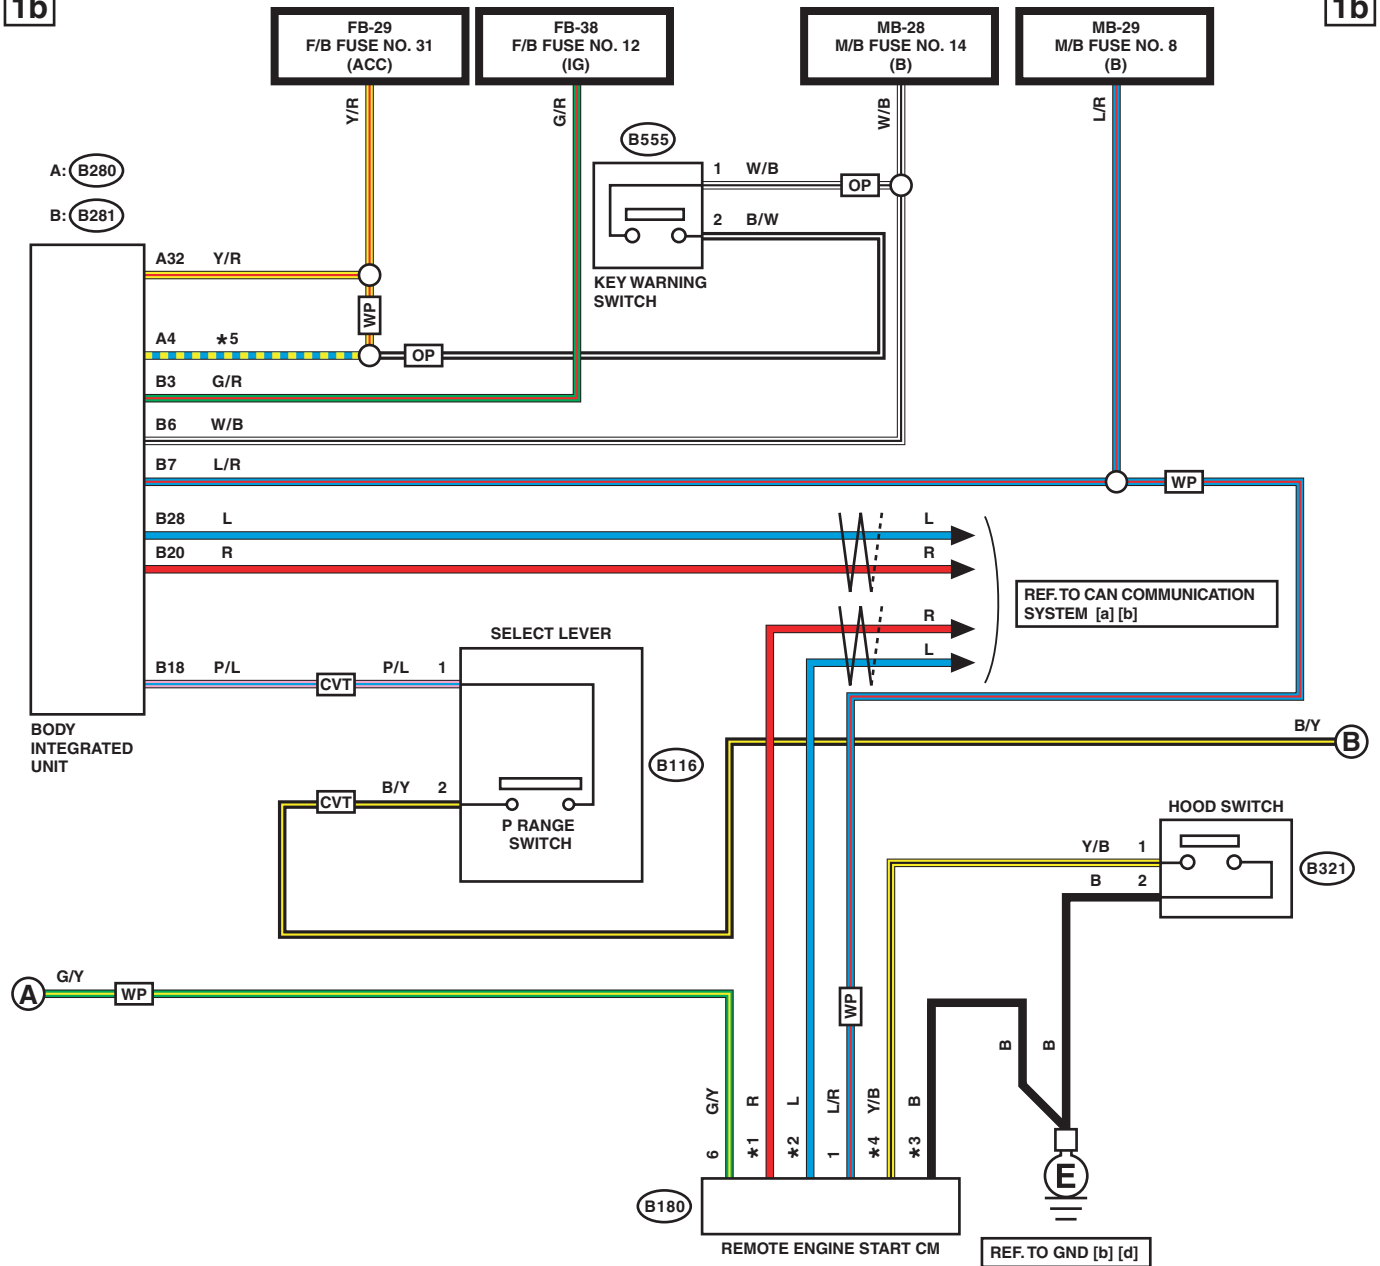 1b
1b
FB-29
F/B FUSE NO. 31
(ACC)
FB-38
F/B FUSE NO. 12
(IG)
MB-28
M/B FUSE NO. 14
(B)
MB-29
M/B FUSE NO. 8
(B)
Y/R
G/R
W/B
L/R
B555
1 W/B
OP
2 B/W
KEY WARNING
SWITCH
A: B280
B: B281
A32 Y/R
WP
A4 *5
OP
B3 G/R
B6 W/B
B7 L/R
WP
B28 L
L
B20 R
R
R
L
REF. TO CAN COMMUNICATION
SYSTEM [a] [b]
SELECT LEVER
B18 P/L
CVT
P/L 1
BODY
INTEGRATED
UNIT
B/Y
B
B116
CVT
B/Y 2
P RANGE
SWITCH
HOOD SWITCH
Y/B 1
B 2
B321
A
G/Y
WP
WP
B
B
6 G/Y
*1 R
*2 L
1 L/R
*4 Y/B
*3 B
E
B180
REMOTE ENGINE START CM
REF. TO GND [b] [d]